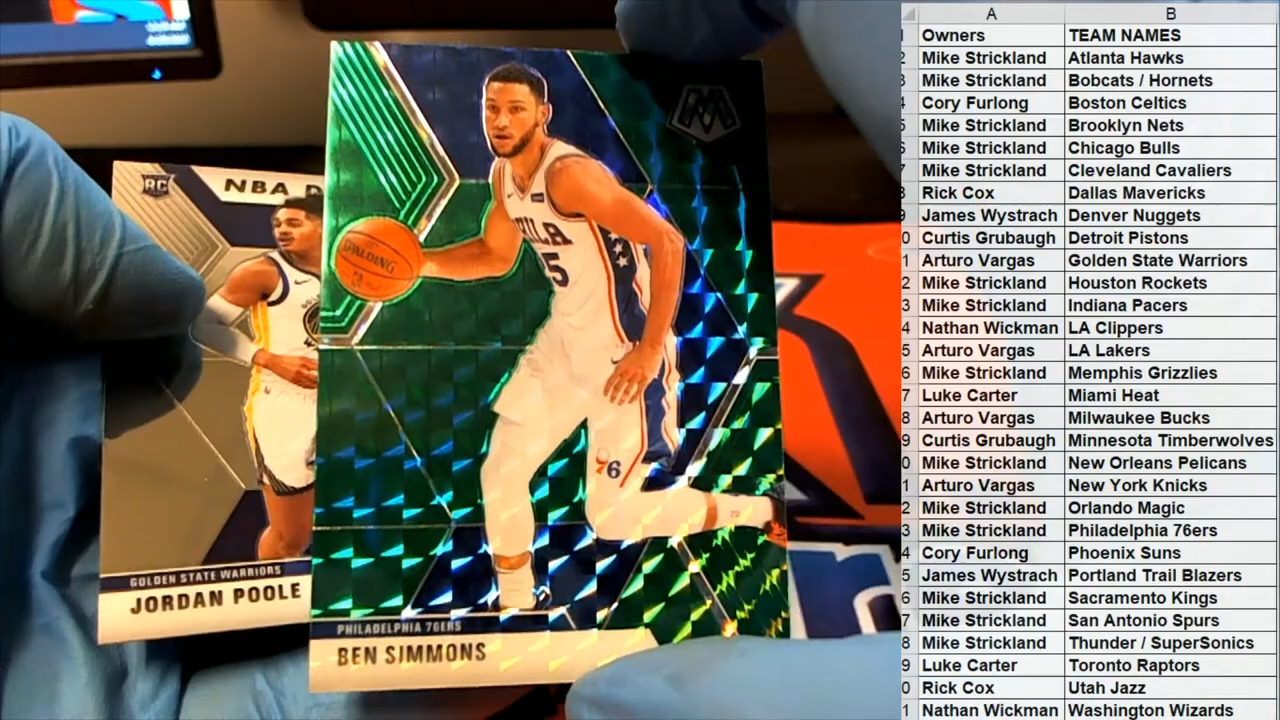 RC
NBA D
SPALDING
PHILA
5
76
GOLDEN STATE WARRIORS
JORDAN POOLE
PHILADELPHIA 76ERS
BEN SIMMONS
A B
Owners TEAM NAMES
Mike Strickland Atlanta Hawks
Mike Strickland Bobcats / Hornets
Cory Furlong Boston Celtics
Mike Strickland Brooklyn Nets
Mike Strickland Chicago Bulls
Mike Strickland Cleveland Cavaliers
Rick Cox Dallas Mavericks
James Wystrach Denver Nuggets
Curtis Grubaugh Detroit Pistons
Arturo Vargas Golden State Warriors
Mike Strickland Houston Rockets
Mike Strickland Indiana Pacers
Nathan Wickman LA Clippers
Arturo Vargas LA Lakers
Mike Strickland Memphis Grizzlies
Luke Carter Miami Heat
Arturo Vargas Milwaukee Bucks
Curtis Grubaugh Minnesota Timberwolves
Mike Strickland New Orleans Pelicans
Arturo Vargas New York Knicks
Mike Strickland Orlando Magic
Mike Strickland Philadelphia 76ers
Cory Furlong Phoenix Suns
James Wystrach Portland Trail Blazers
Mike Strickland Sacramento Kings
Mike Strickland San Antonio Spurs
Mike Strickland Thunder / SuperSonics
Luke Carter Toronto Raptors
Rick Cox Utah Jazz
Nathan Wickman Washington Wizards